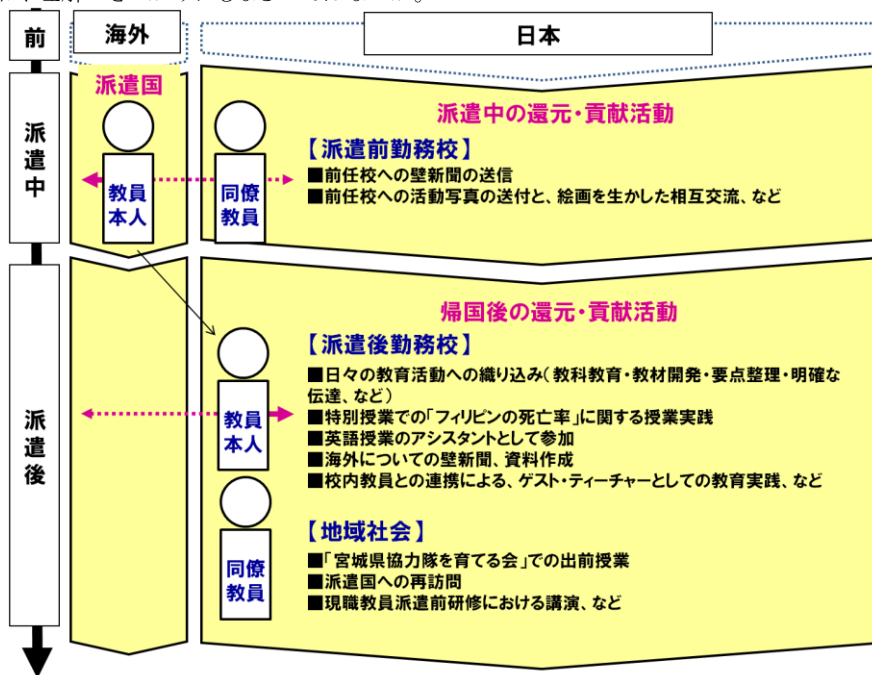 前
海外
日本
派遣中
派遣国
教員
本人
同僚
教員
派遣中の還元・貢献活動
【派遣前勤務校】
■前任校への壁新聞の送信
■前任校への活動写真の送付と、絵画を生かした相互交流、など
派遣後
帰国後の還元・貢献活動
【派遣後勤務校】
■日々の教育活動への織り込み(教科教育・教材開発・要点整理・明確な
伝達、など)
■特別授業での「フィリピンの死亡率」に関する授業実践
■英語授業のアシスタントとして参加
■海外についての壁新聞、資料作成
■校内教員との連携による、ゲスト・ティーチャーとしての教育実践、など
教員
本人
【地域社会】
■「宮城県協力隊を育てる会」での出前授業
■派遣国への再訪問
■現職教員派遣前研修における講演、など
同僚
教員